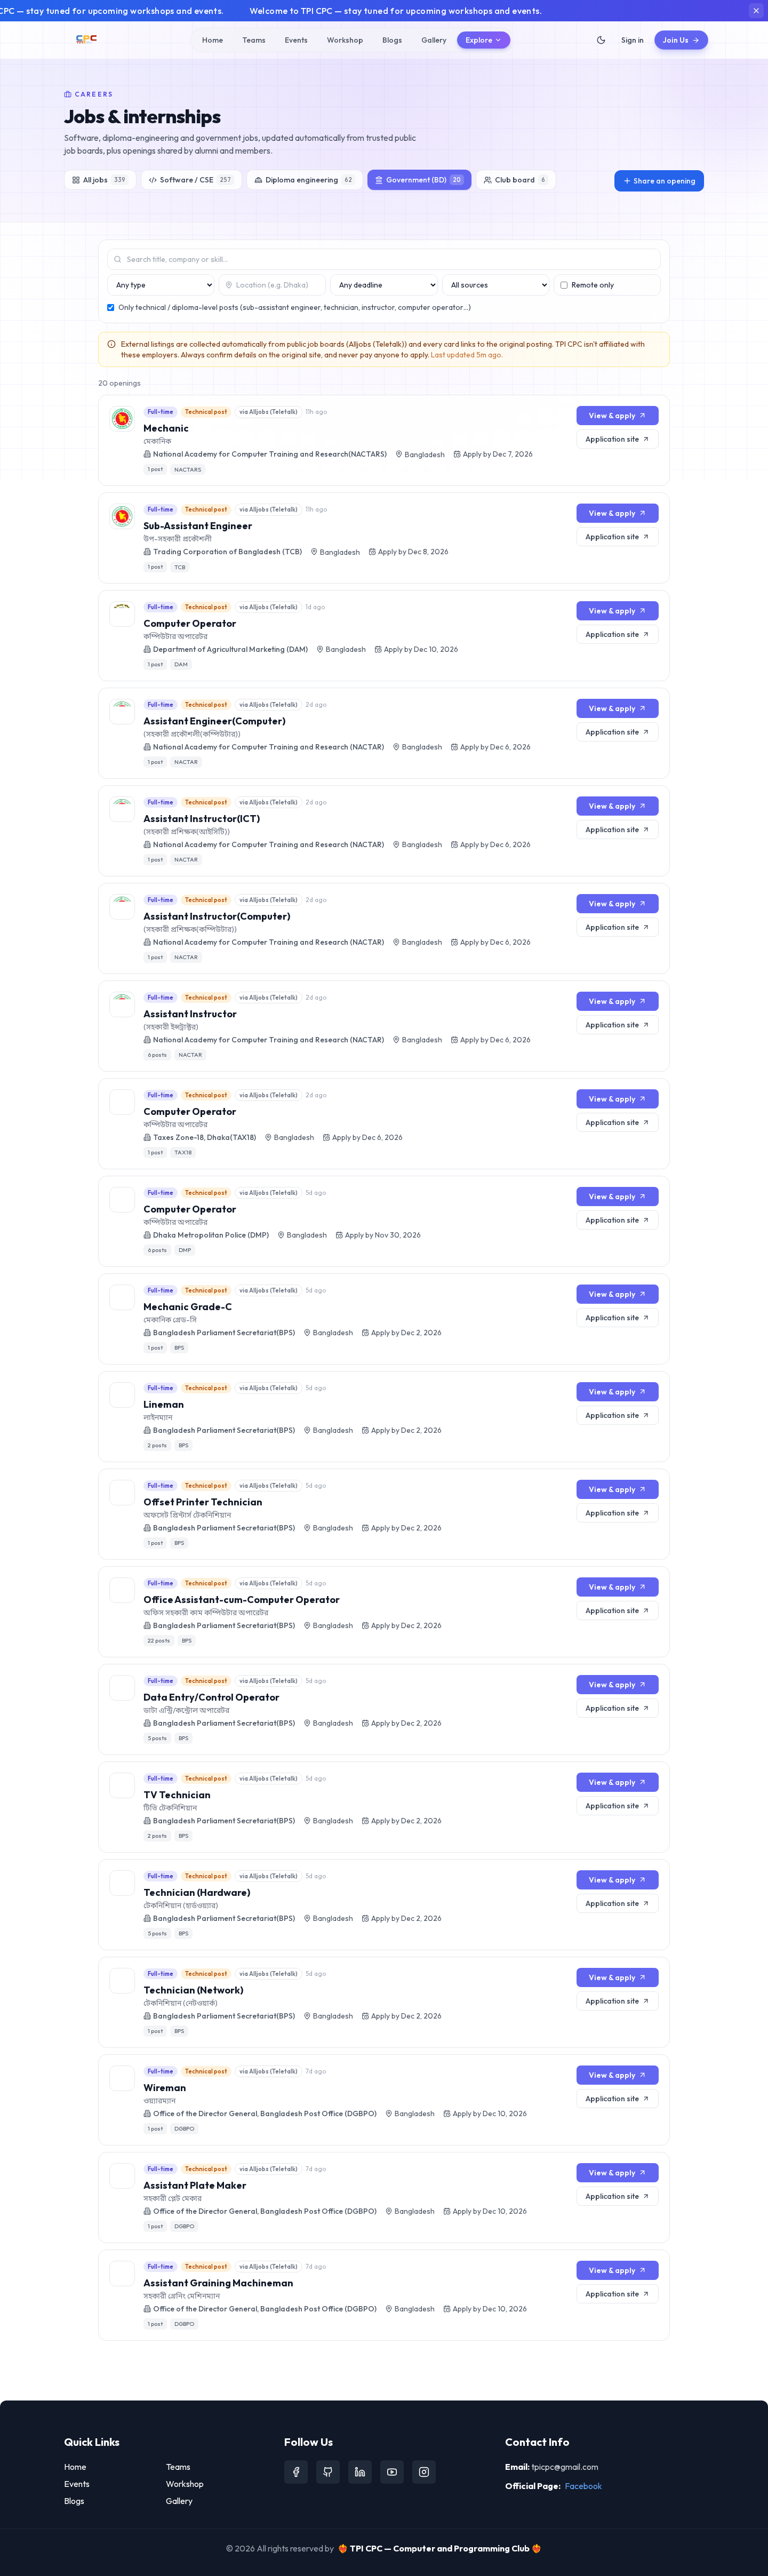 CPC — stay tuned for upcoming workshops and events. Welcome to TPI CPC — stay tuned for upcoming workshops and events.
CPC Home Teams Events Workshop Blogs Gallery Explore Sign in Join Us
CAREERS
Jobs & internships
Software, diploma-engineering and government jobs, updated automatically from trusted public
job boards, plus openings shared by alumni and members.
All jobs 339 Software / CSE 257 Diploma engineering 62 Government (BD) 20 Club board 6 + Share an opening
Search title, company or skill...
Any type Location (e.g. Dhaka) Any deadline All sources Remote only
Only technical / diploma-level posts (sub-assistant engineer, technician, instructor, computer operator...)
External listings are collected automatically from public job boards (Alljobs (Teletalk)) and every card links to the original posting. TPI CPC isn't affiliated with
these employers. Always confirm details on the original site, and never pay anyone to apply. Last updated 5m ago.
20 openings
Full-time Technical post via Alljobs (Teletalk) 11h ago View & apply
Mechanic
মেকানিক Application site
National Academy for Computer Training and Research(NACTARS) Bangladesh Apply by Dec 7, 2026
1 post NACTARS
Full-time Technical post via Alljobs (Teletalk) 11h ago View & apply
Sub-Assistant Engineer
উপ-সহকারী প্রকৌশলী Application site
Trading Corporation of Bangladesh (TCB) Bangladesh Apply by Dec 8, 2026
1 post TCB
Full-time Technical post via Alljobs (Teletalk) 1d ago View & apply
Computer Operator
কম্পিউটার অপারেটর Application site
Department of Agricultural Marketing (DAM) Bangladesh Apply by Dec 10, 2026
1 post DAM
Full-time Technical post via Alljobs (Teletalk) 2d ago View & apply
Assistant Engineer(Computer)
(সহকারী প্রকৌশলী(কম্পিউটার)) Application site
National Academy for Computer Training and Research (NACTAR) Bangladesh Apply by Dec 6, 2026
1 post NACTAR
Full-time Technical post via Alljobs (Teletalk) 2d ago View & apply
Assistant Instructor(ICT)
(সহকারী প্রশিক্ষক(আইসিটি)) Application site
National Academy for Computer Training and Research (NACTAR) Bangladesh Apply by Dec 6, 2026
1 post NACTAR
Full-time Technical post via Alljobs (Teletalk) 2d ago View & apply
Assistant Instructor(Computer)
(সহকারী প্রশিক্ষক(কম্পিউটার)) Application site
National Academy for Computer Training and Research (NACTAR) Bangladesh Apply by Dec 6, 2026
1 post NACTAR
Full-time Technical post via Alljobs (Teletalk) 2d ago View & apply
Assistant Instructor
(সহকারী ইন্সট্রাক্টর) Application site
National Academy for Computer Training and Research (NACTAR) Bangladesh Apply by Dec 6, 2026
6 posts NACTAR
Full-time Technical post via Alljobs (Teletalk) 2d ago View & apply
Computer Operator
কম্পিউটার অপারেটর Application site
Taxes Zone-18, Dhaka(TAX18) Bangladesh Apply by Dec 6, 2026
1 post TAX18
Full-time Technical post via Alljobs (Teletalk) 5d ago View & apply
Computer Operator
কম্পিউটার অপারেটর Application site
Dhaka Metropolitan Police (DMP) Bangladesh Apply by Nov 30, 2026
6 posts DMP
Full-time Technical post via Alljobs (Teletalk) 5d ago View & apply
Mechanic Grade-C
মেকানিক গ্রেড-সি Application site
Bangladesh Parliament Secretariat(BPS) Bangladesh Apply by Dec 2, 2026
1 post BPS
Full-time Technical post via Alljobs (Teletalk) 5d ago View & apply
Lineman
লাইনম্যান Application site
Bangladesh Parliament Secretariat(BPS) Bangladesh Apply by Dec 2, 2026
2 posts BPS
Full-time Technical post via Alljobs (Teletalk) 5d ago View & apply
Offset Printer Technician
অফসেট প্রিন্টার্স টেকনিশিয়ান Application site
Bangladesh Parliament Secretariat(BPS) Bangladesh Apply by Dec 2, 2026
1 post BPS
Full-time Technical post via Alljobs (Teletalk) 5d ago View & apply
Office Assistant-cum-Computer Operator
অফিস সহকারী কাম কম্পিউটার অপারেটর Application site
Bangladesh Parliament Secretariat(BPS) Bangladesh Apply by Dec 2, 2026
22 posts BPS
Full-time Technical post via Alljobs (Teletalk) 5d ago View & apply
Data Entry/Control Operator
ডাটা এন্ট্রি/কন্ট্রোল অপারেটর Application site
Bangladesh Parliament Secretariat(BPS) Bangladesh Apply by Dec 2, 2026
5 posts BPS
Full-time Technical post via Alljobs (Teletalk) 5d ago View & apply
TV Technician
টিভি টেকনিশিয়ান Application site
Bangladesh Parliament Secretariat(BPS) Bangladesh Apply by Dec 2, 2026
2 posts BPS
Full-time Technical post via Alljobs (Teletalk) 5d ago View & apply
Technician (Hardware)
টেকনিশিয়ান (হার্ডওয়্যার) Application site
Bangladesh Parliament Secretariat(BPS) Bangladesh Apply by Dec 2, 2026
5 posts BPS
Full-time Technical post via Alljobs (Teletalk) 5d ago View & apply
Technician (Network)
টেকনিশিয়ান (নেটওয়ার্ক) Application site
Bangladesh Parliament Secretariat(BPS) Bangladesh Apply by Dec 2, 2026
1 post BPS
Full-time Technical post via Alljobs (Teletalk) 7d ago View & apply
Wireman
ওয়্যারম্যান Application site
Office of the Director General, Bangladesh Post Office (DGBPO) Bangladesh Apply by Dec 10, 2026
1 post DGBPO
Full-time Technical post via Alljobs (Teletalk) 7d ago View & apply
Assistant Plate Maker
সহকারী প্লেট মেকার Application site
Office of the Director General, Bangladesh Post Office (DGBPO) Bangladesh Apply by Dec 10, 2026
1 post DGBPO
Full-time Technical post via Alljobs (Teletalk) 7d ago View & apply
Assistant Graining Machineman
সহকারী গ্রেনিং মেশিনম্যান Application site
Office of the Director General, Bangladesh Post Office (DGBPO) Bangladesh Apply by Dec 10, 2026
1 post DGBPO
Quick Links Follow Us Contact Info
Home Teams Email: tpicpc@gmail.com
Events Workshop Official Page: Facebook
Blogs Gallery
© 2026 All rights reserved by TPI CPC — Computer and Programming Club